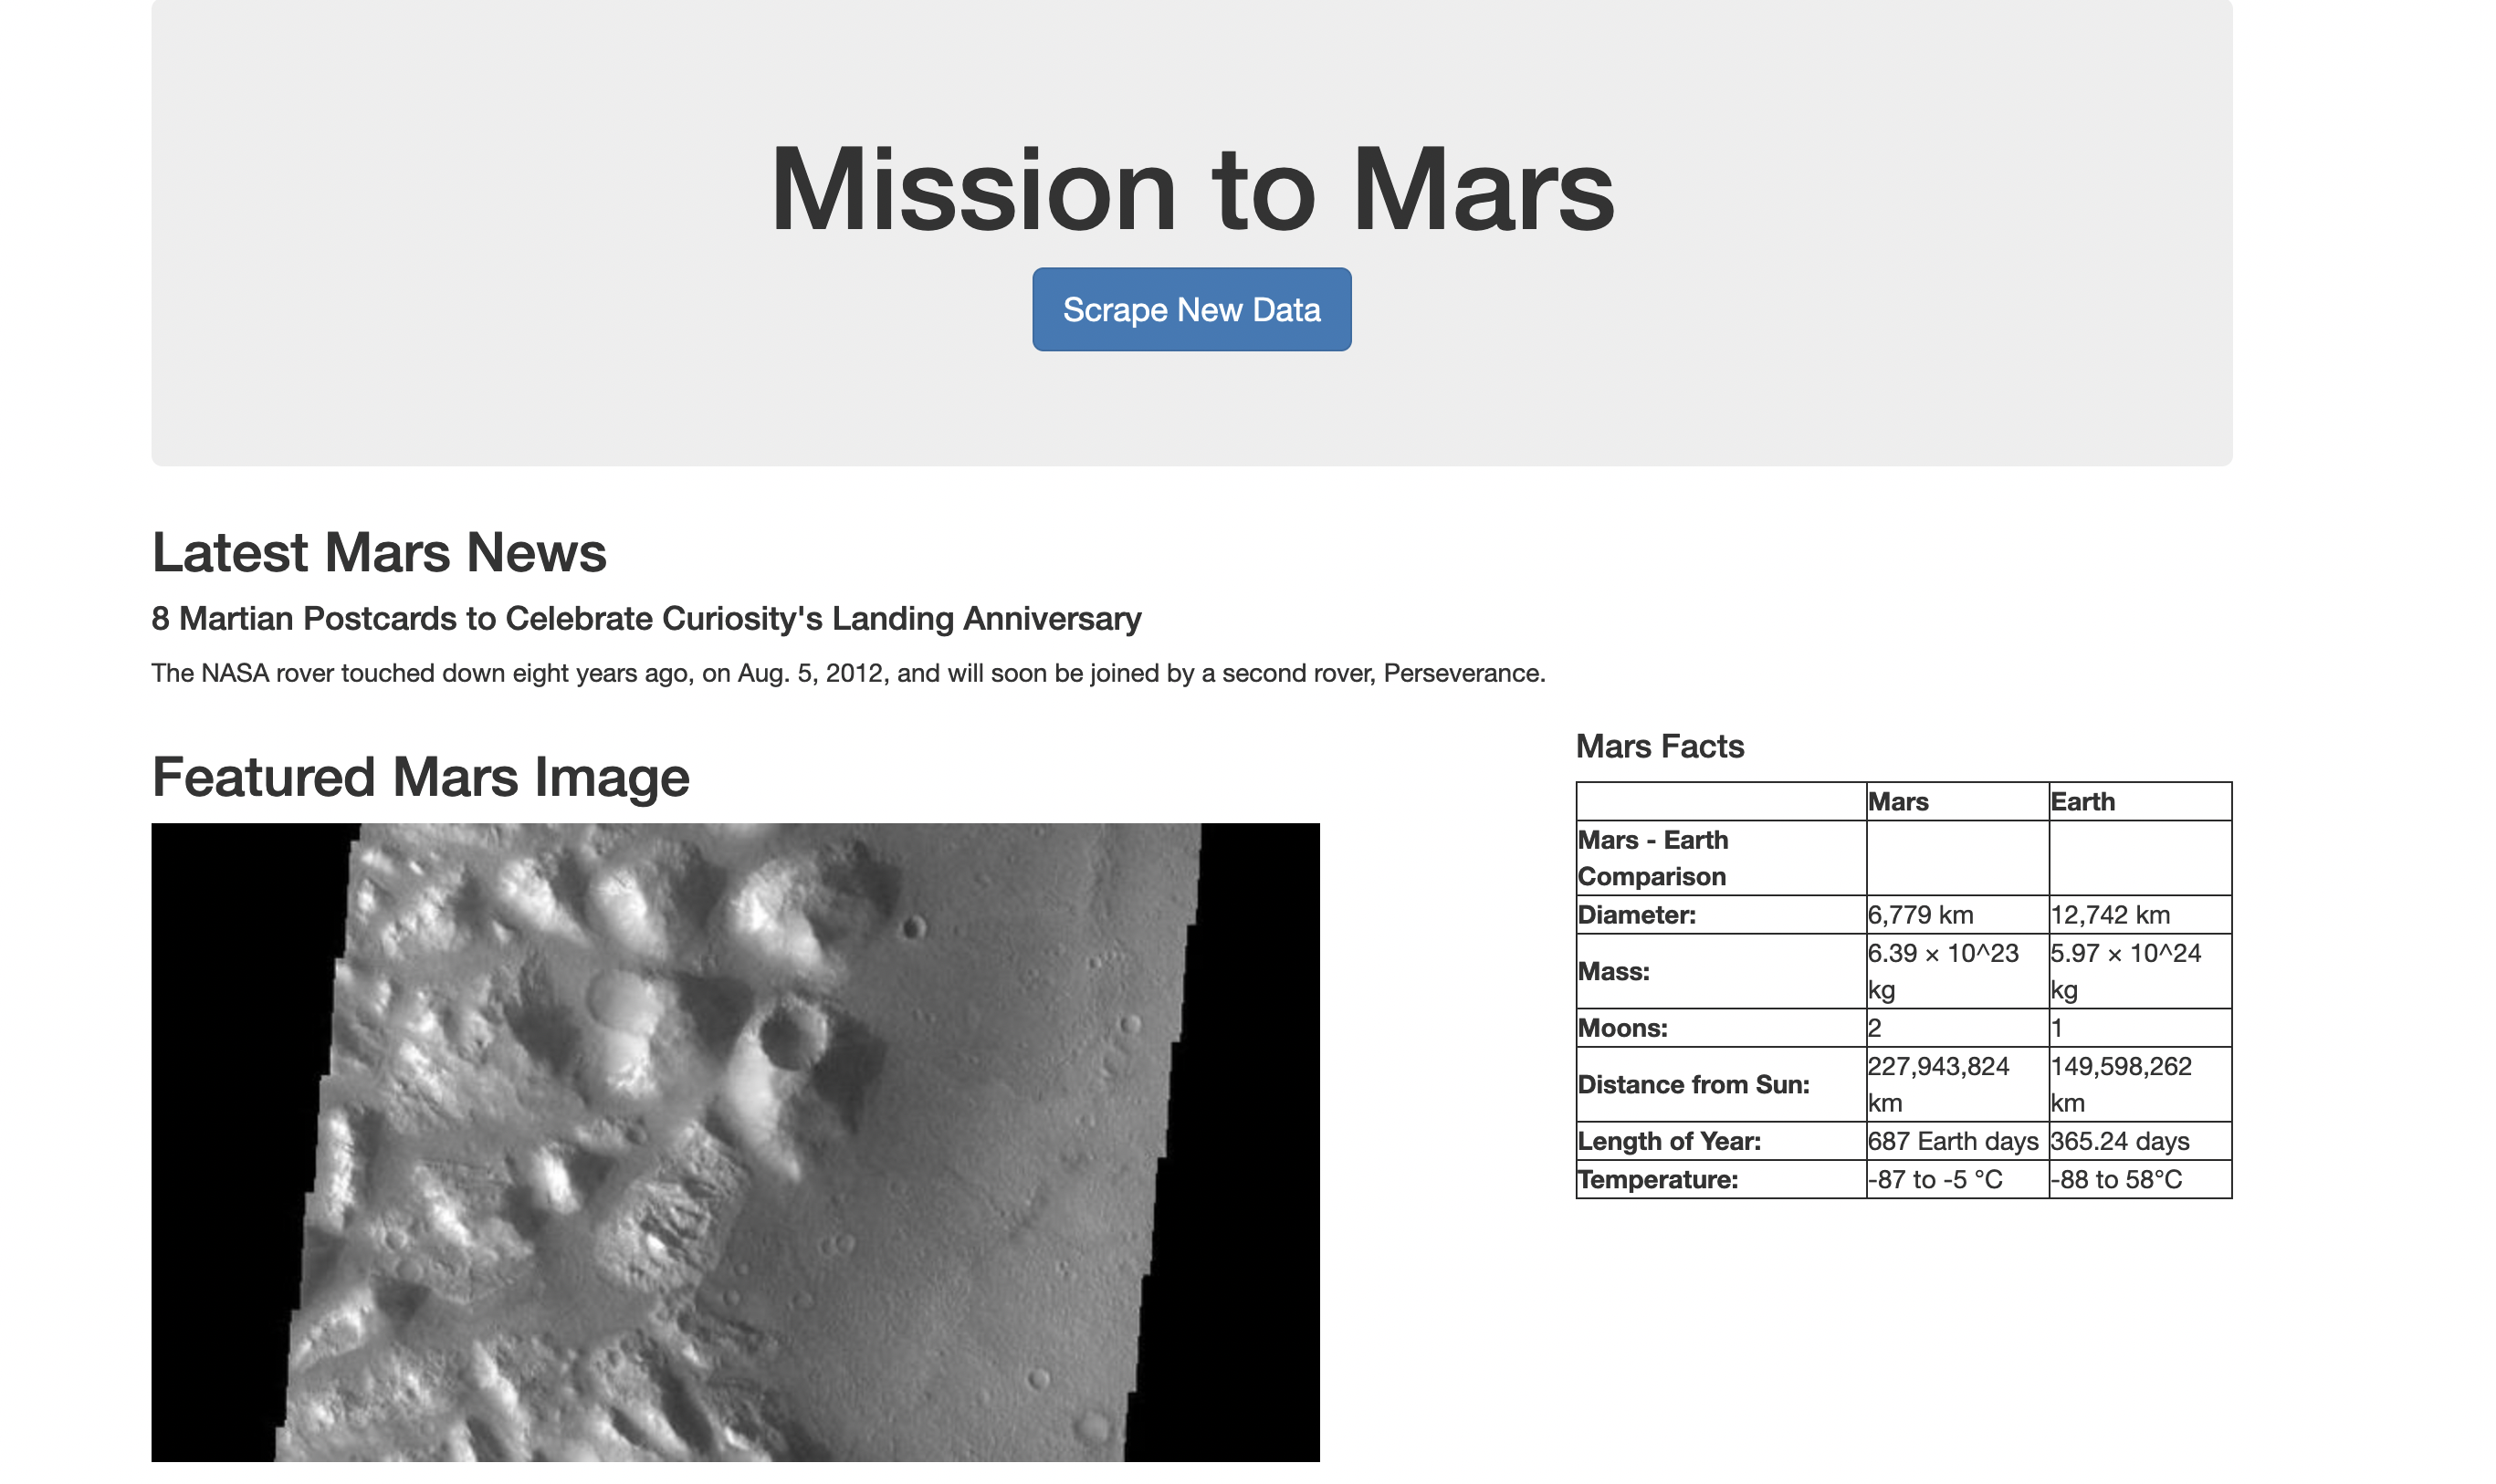 Mission to Mars
Scrape New Data
Latest Mars News
8 Martian Postcards to Celebrate Curiosity's Landing Anniversary
The NASA rover touched down eight years ago, on Aug. 5, 2012, and will soon be joined by a second rover, Perseverance.
Featured Mars Image
Mars Facts
Mars Earth
Mars - Earth
Comparison
Diameter: 6,779 km 12,742 km
Mass: 6.39 × 10^23 kg 5.97 × 10^24 kg
Moons: 2 1
Distance from Sun: 227,943,824 km 149,598,262 km
Length of Year: 687 Earth days 365.24 days
Temperature: -87 to -5 °C -88 to 58°C